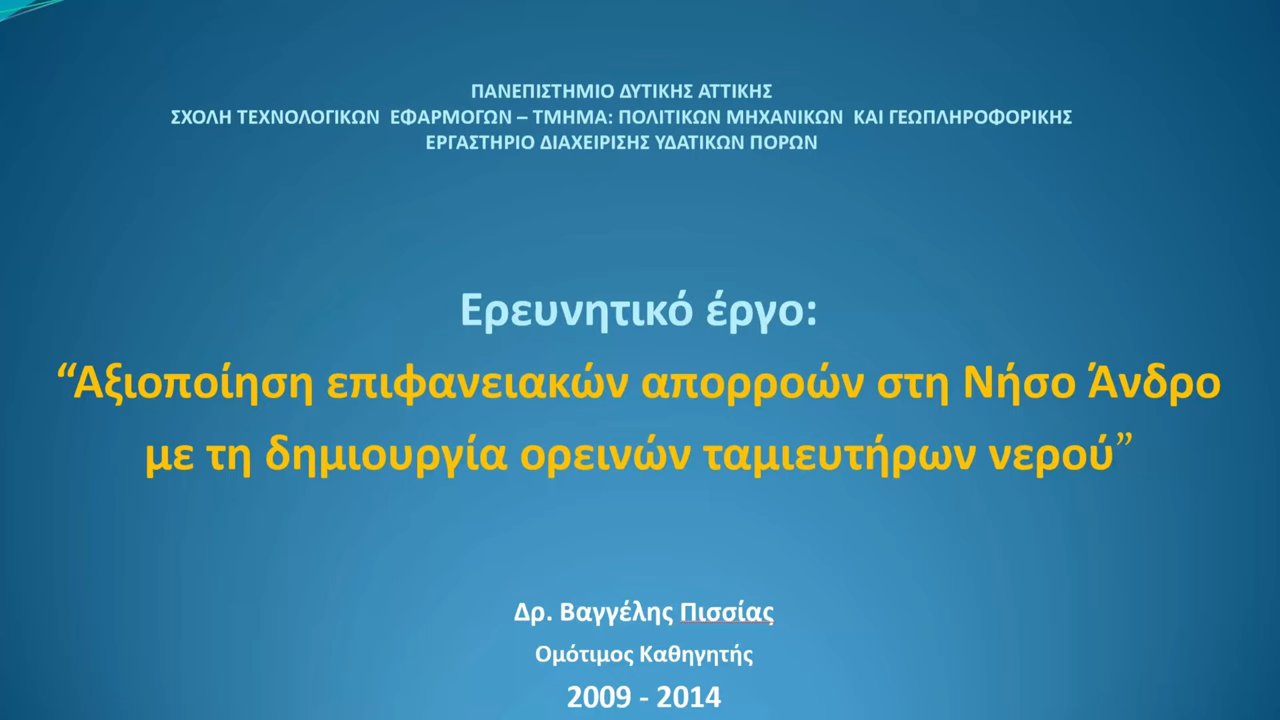 ΠΑΝΕΠΙΣΤΗΜΙΟ ΔΥΤΙΚΗΣ ΑΤΤΙΚΗΣ
ΣΧΟΛΗ ΤΕΧΝΟΛΟΓΙΚΩΝ ΕΦΑΡΜΟΓΩΝ – ΤΜΗΜΑ: ΠΟΛΙΤΙΚΩΝ ΜΗΧΑΝΙΚΩΝ ΚΑΙ ΓΕΩΠΛΗΡΟΦΟΡΙΚΗΣ
ΕΡΓΑΣΤΗΡΙΟ ΔΙΑΧΕΙΡΙΣΗΣ ΥΔΑΤΙΚΩΝ ΠΟΡΩΝ
Ερευνητικό έργο:
“Αξιοποίηση επιφανειακών απορροών στη Νήσο Άνδρο
με τη δημιουργία ορεινών ταμιευτήρων νερού”
Δρ. Βαγγέλης Πισσίας
Ομότιμος Καθηγητής
2009 - 2014